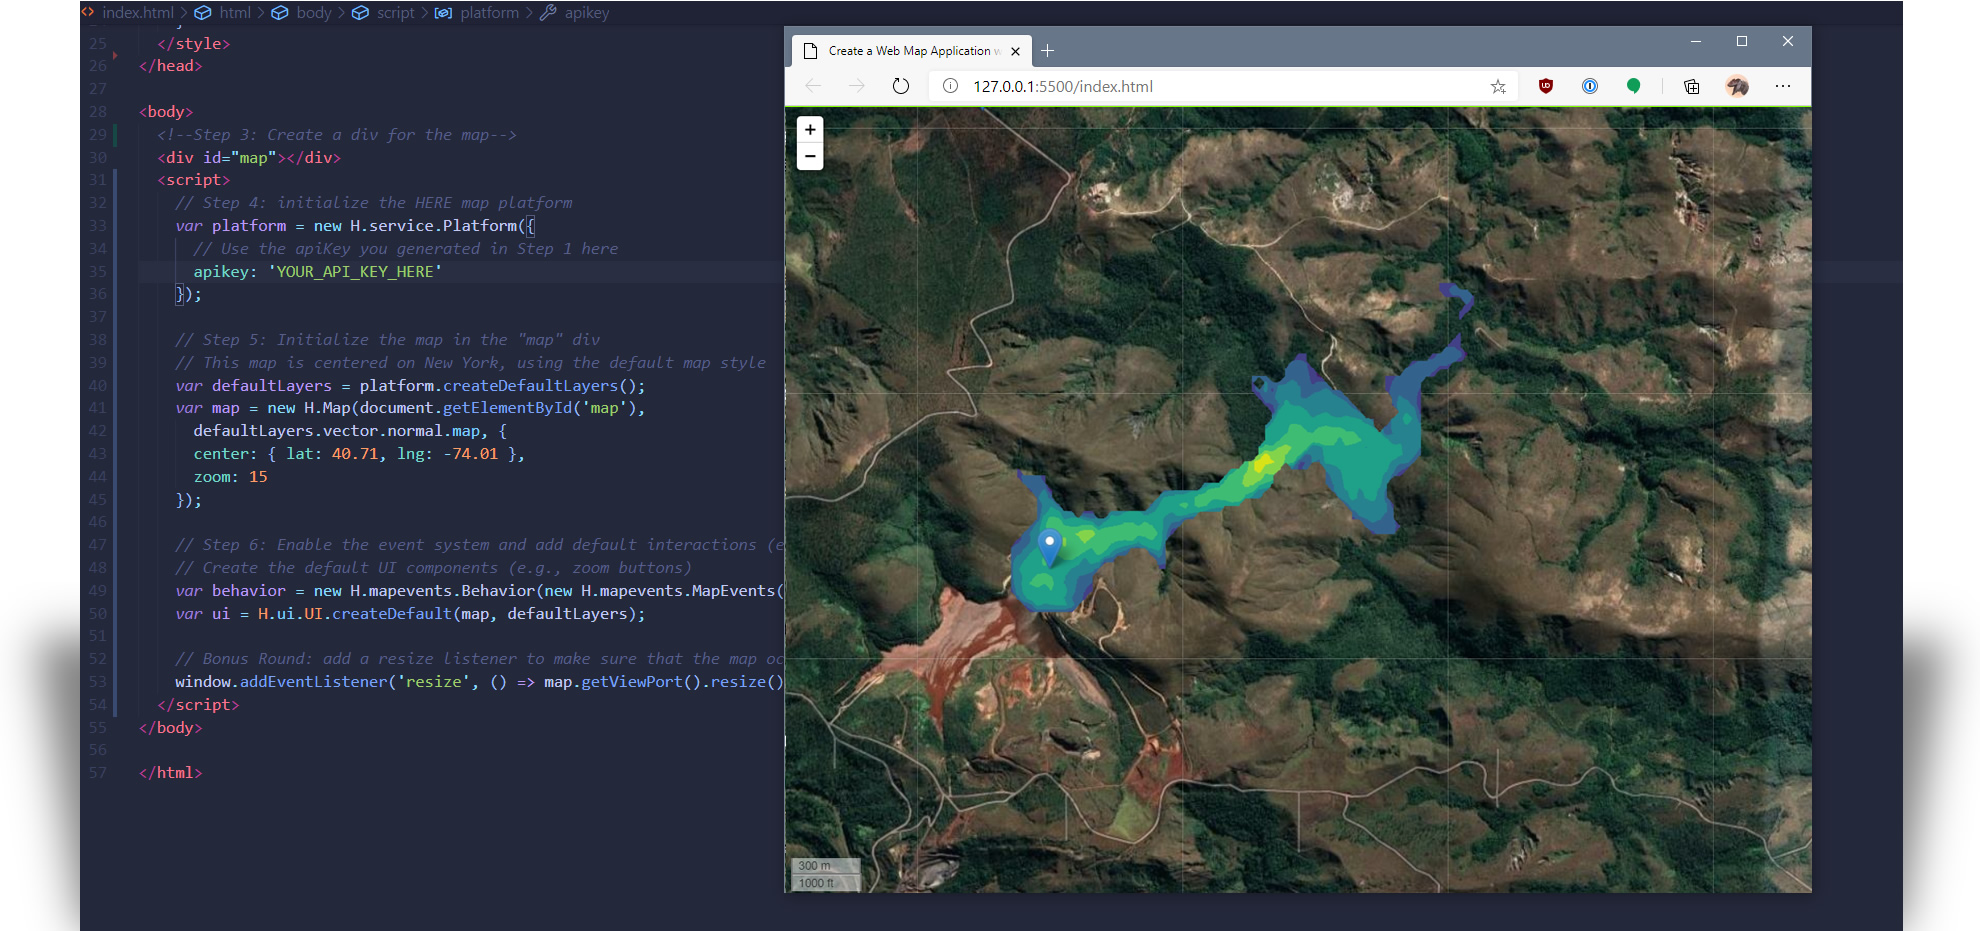 index.html > html > body > script > platform > apikey
25 </style>
26 </head>
27
28 <body>
29 <!--Step 3: Create a div for the map-->
30 <div id="map"></div>
31 <script>
32 // Step 4: initialize the HERE map platform
33 var platform = new H.service.Platform({
34 // Use the apiKey you generated in Step 1 here
35 apikey: 'YOUR_API_KEY_HERE'
36 });
37
38 // Step 5: Initialize the map in the "map" div
39 // This map is centered on New York, using the default map style
40 var defaultLayers = platform.createDefaultLayers();
41 var map = new H.Map(document.getElementById('map'),
42 defaultLayers.vector.normal.map, {
43 center: { lat: 40.71, lng: -74.01 },
44 zoom: 15
45 });
46
47 // Step 6: Enable the event system and add default interactions (e
48 // Create the default UI components (e.g., zoom buttons)
49 var behavior = new H.mapevents.Behavior(new H.mapevents.MapEvents(
50 var ui = H.ui.UI.createDefault(map, defaultLayers);
51
52 // Bonus Round: add a resize listener to make sure that the map oc
53 window.addEventListener('resize', () => map.getViewPort().resize()
54 </script>
55 </body>
56
57 </html>
Create a Web Map Application w
127.0.0.1:5500/index.html
+
−
300 m
1000 ft